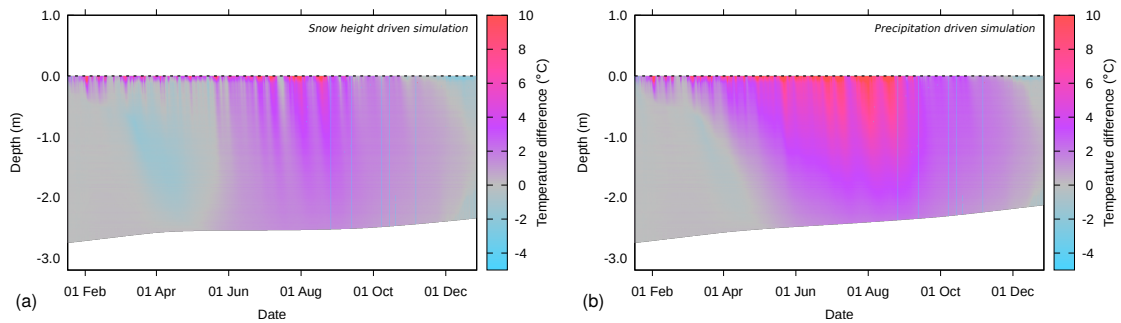 Snow height driven simulation
1.0
0.0
-1.0
-2.0
-3.0
Depth (m)
01 Feb 01 Apr 01 Jun 01 Aug 01 Oct 01 Dec
Date
10
8
6
4
2
0
-2
-4
Temperature difference (°C)
(a)
Precipitation driven simulation
1.0
0.0
-1.0
-2.0
-3.0
Depth (m)
01 Feb 01 Apr 01 Jun 01 Aug 01 Oct 01 Dec
Date
10
8
6
4
2
0
-2
-4
Temperature difference (°C)
(b)